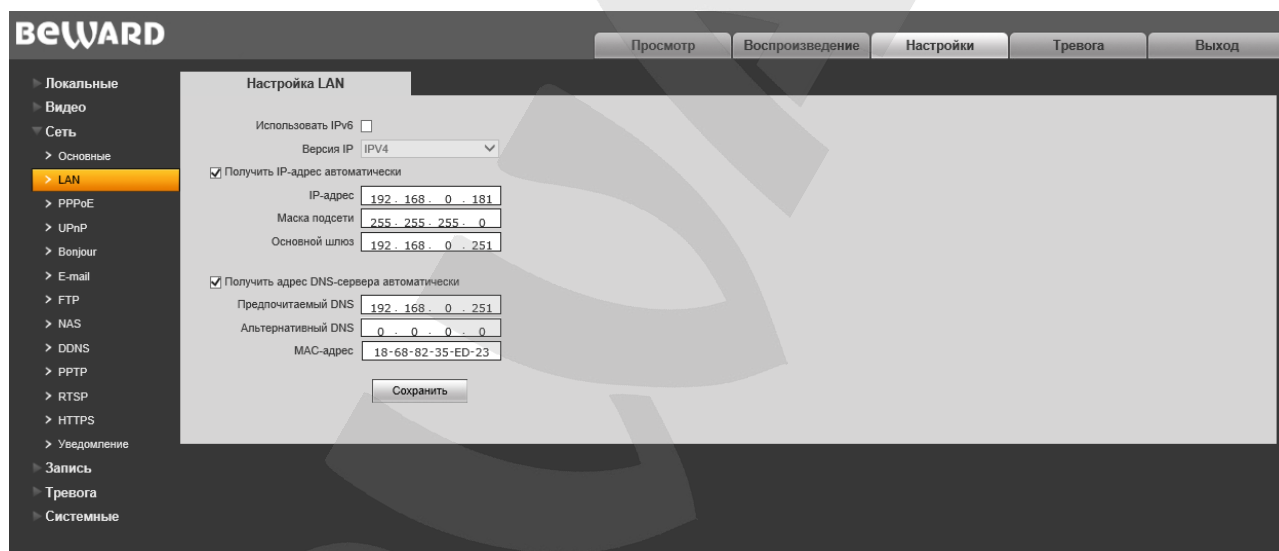 BEWARD
Просмотр Воспроизведение Настройки Тревога Выход
Локальные
Видео
Сеть
Основные
LAN
PPPoE
UPnP
Bonjour
E-mail
FTP
NAS
DDNS
PPTP
RTSP
HTTPS
Уведомление
Запись
Тревога
Системные
Настройка LAN
Использовать IPv6
Версия IP IPV4
Получить IP-адрес автоматически
IP-адрес 192 . 168 . 0 . 181
Маска подсети 255 . 255 . 255 . 0
Основной шлюз 192 . 168 . 0 . 251
Получить адрес DNS-сервера автоматически
Предпочитаемый DNS 192 . 168 . 0 . 251
Альтернативный DNS 0 . 0 . 0 . 0
MAC-адрес 18-68-82-35-ED-23
Сохранить